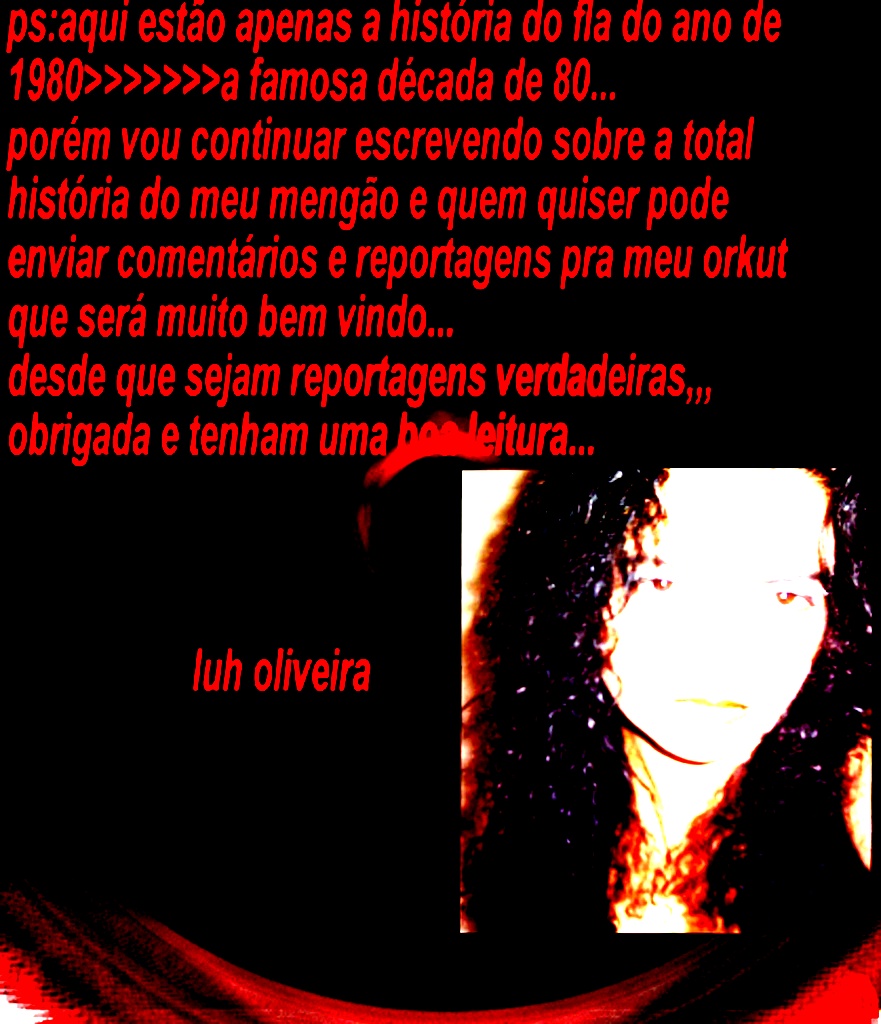 ps:aqui estão apenas a história do fla do ano de
1980>>>>>>>a famosa década de 80...
porém vou continuar escrevendo sobre a total
história do meu mengão e quem quiser pode
enviar comentários e reportagens pra meu orkut
que será muito bem vindo...
desde que sejam reportagens verdadeiras,,,
obrigada e tenham uma boa leitura...
luh oliveira